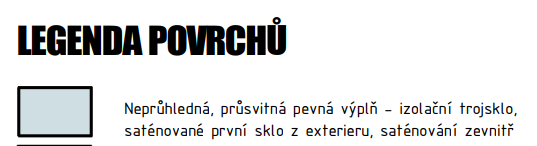 LEGENDA POVRCHŮ
Neprůhledná, průsvitná pevná výplň - izolační trojsklo,
saténované první sklo z exterieru, saténování zevnitř